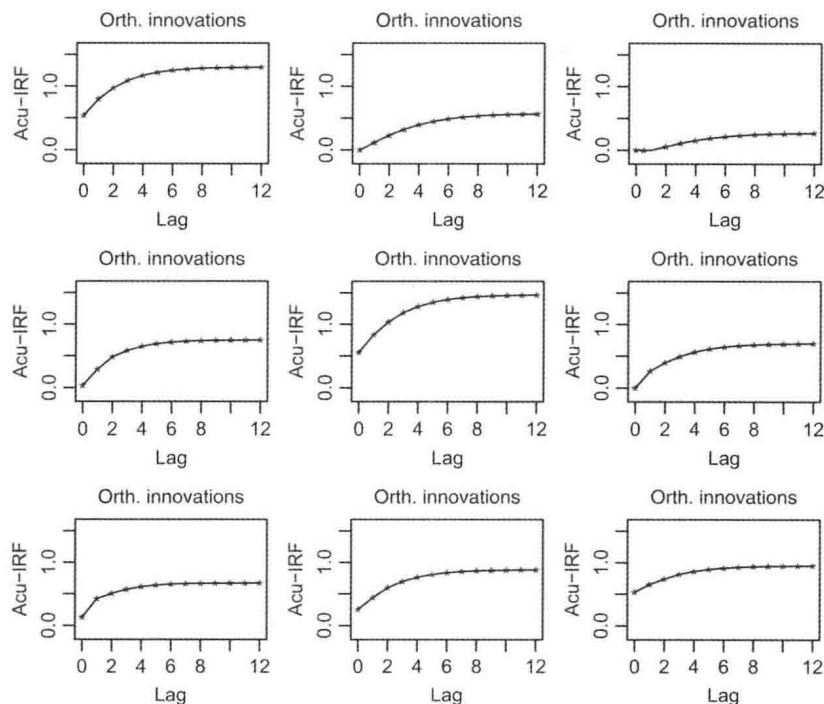 Orth. innovations Orth. innovations Orth. innovations
Acu-IRF Acu-IRF Acu-IRF
1.0 1.0 1.0
0.0 0.0 0.0
0 2 4 6 8 12 0 2 4 6 8 12 0 2 4 6 8 12
Lag Lag Lag
Orth. innovations Orth. innovations Orth. innovations
Acu-IRF Acu-IRF Acu-IRF
1.0 1.0 1.0
0.0 0.0 0.0
0 2 4 6 8 12 0 2 4 6 8 12 0 2 4 6 8 12
Lag Lag Lag
Orth. innovations Orth. innovations Orth. innovations
Acu-IRF Acu-IRF Acu-IRF
1.0 1.0 1.0
0.0 0.0 0.0
0 2 4 6 8 12 0 2 4 6 8 12 0 2 4 6 8 12
Lag Lag Lag